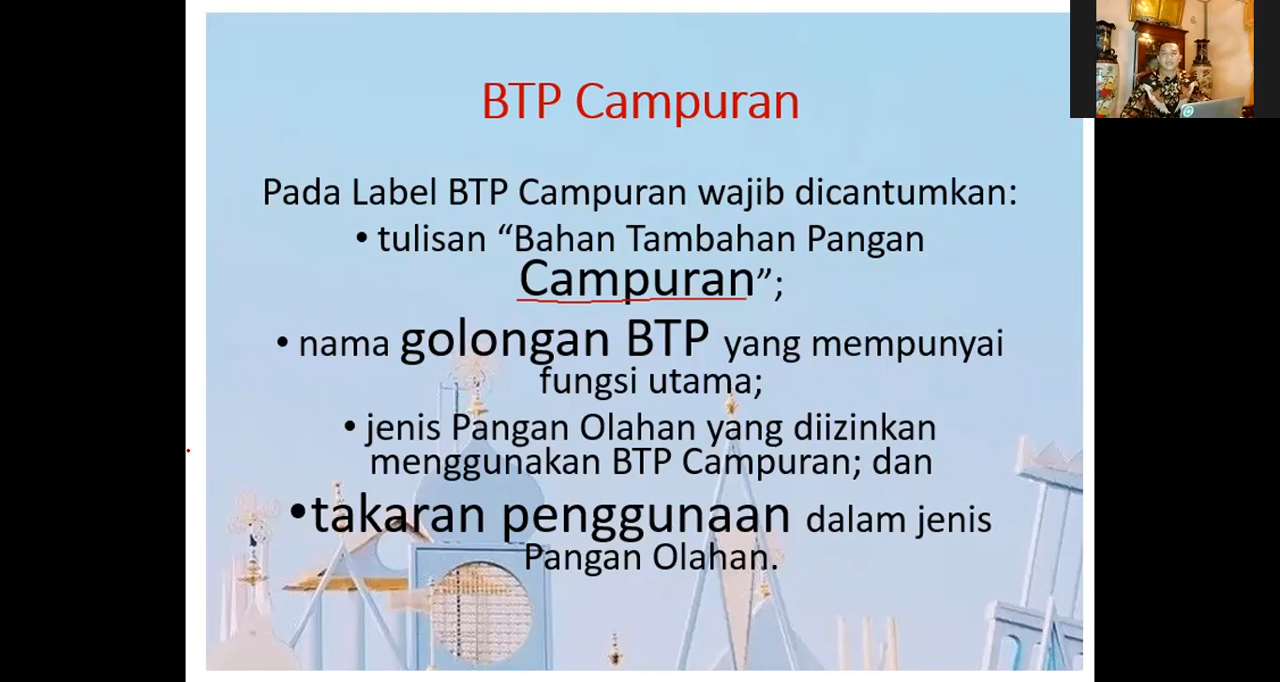 BTP Campuran
Pada Label BTP Campuran wajib dicantumkan:
• tulisan “Bahan Tambahan Pangan
Campuran”;
• nama golongan BTP yang mempunyai
fungsi utama;
• jenis Pangan Olahan yang diizinkan
menggunakan BTP Campuran; dan
•takaran penggunaan dalam jenis
Pangan Olahan.